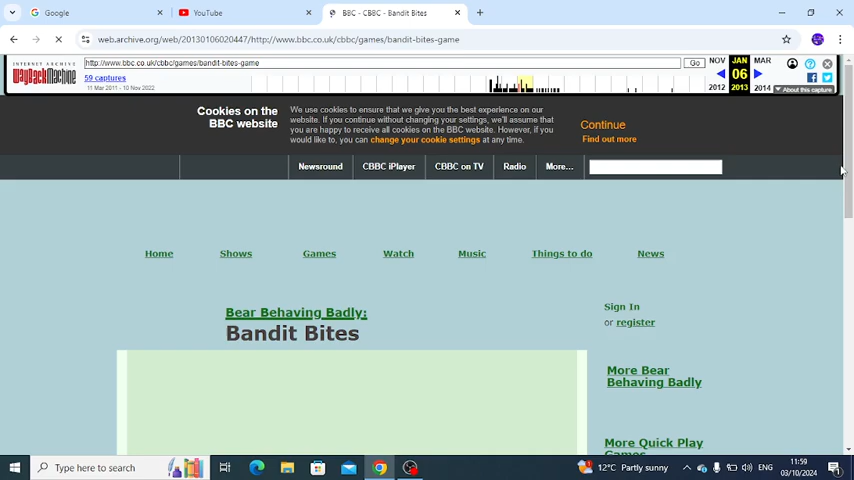 Google
YouTube
BBC - CBBC - Bandit Bites
web.archive.org/web/20130106020447/http://www.bbc.co.uk/cbbc/games/bandit-bites-game
INTERNET ARCHIVE
WayBackMachine
http://www.bbc.co.uk/cbbc/games/bandit-bites-game
Go
NOV JAN MAR
59 captures
06
11 Mar 2011 - 10 Nov 2022
2012 2013 2014
About this capture
Cookies on the
BBC website
We use cookies to ensure that we give you the best experience on our
website. If you continue without changing your settings, we'll assume that
you are happy to receive all cookies on the BBC website. However, if you
would like to, you can change your cookie settings at any time.
Continue
Find out more
Newsround CBBC iPlayer CBBC on TV Radio More...
Home Shows Games Watch Music Things to do News
Bear Behaving Badly:
Bandit Bites
Sign In
or register
More Bear
Behaving Badly
More Quick Play
Games
Type here to search
12°C Partly sunny
ENG
11:59
03/10/2024